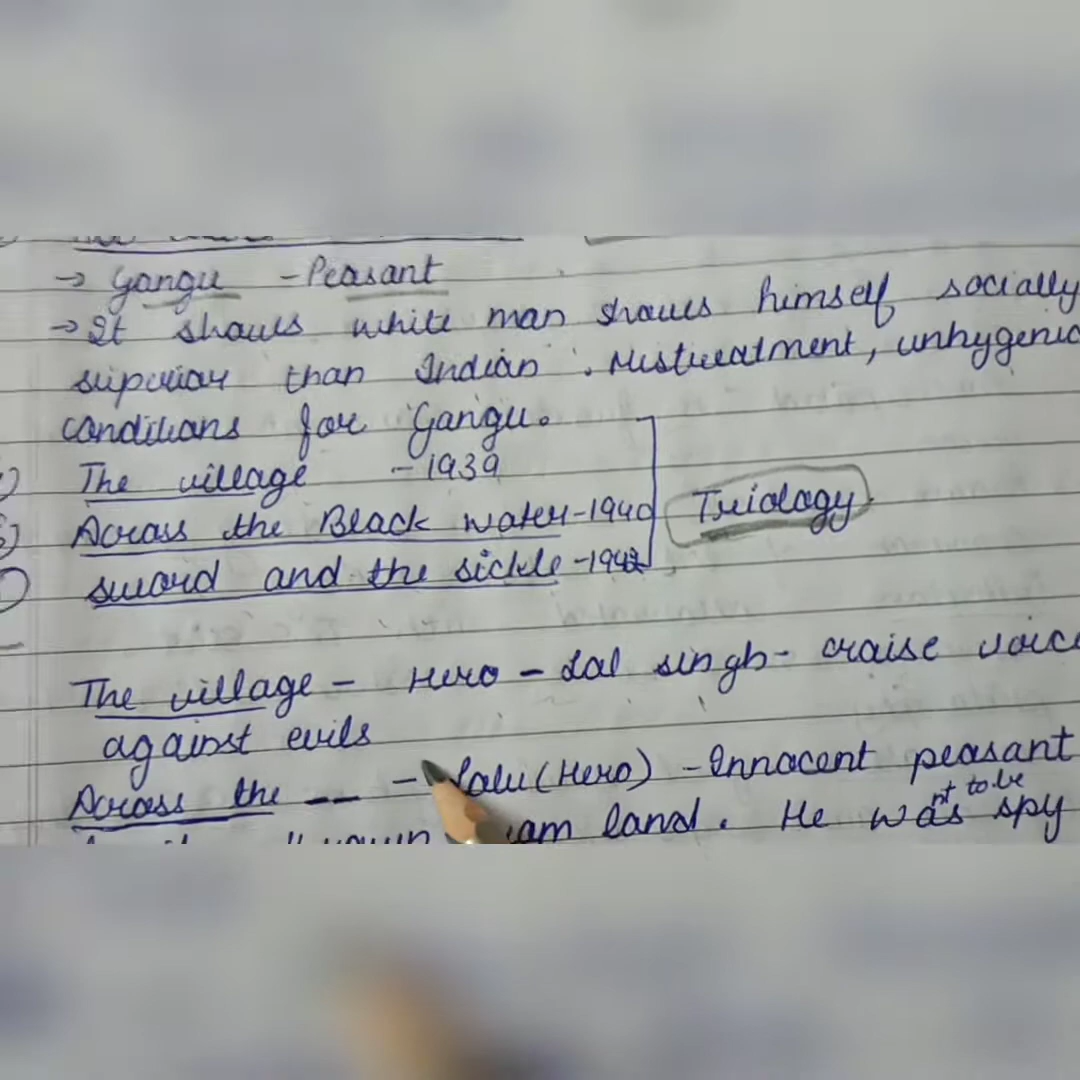 → Gangu - Peasant
→ It shows white man shows himself socially
superior than Indian . Mistreatment, unhygenic
conditions for Gangu.
The village - 1939
Across the Black water - 1940
Triology
sword and the sickle - 1942
The village - Hero - Lal singh - araise voice
against evils
Across the -- - Lalu (Hero) - Innocent peasant
nt to be
land. He was spy